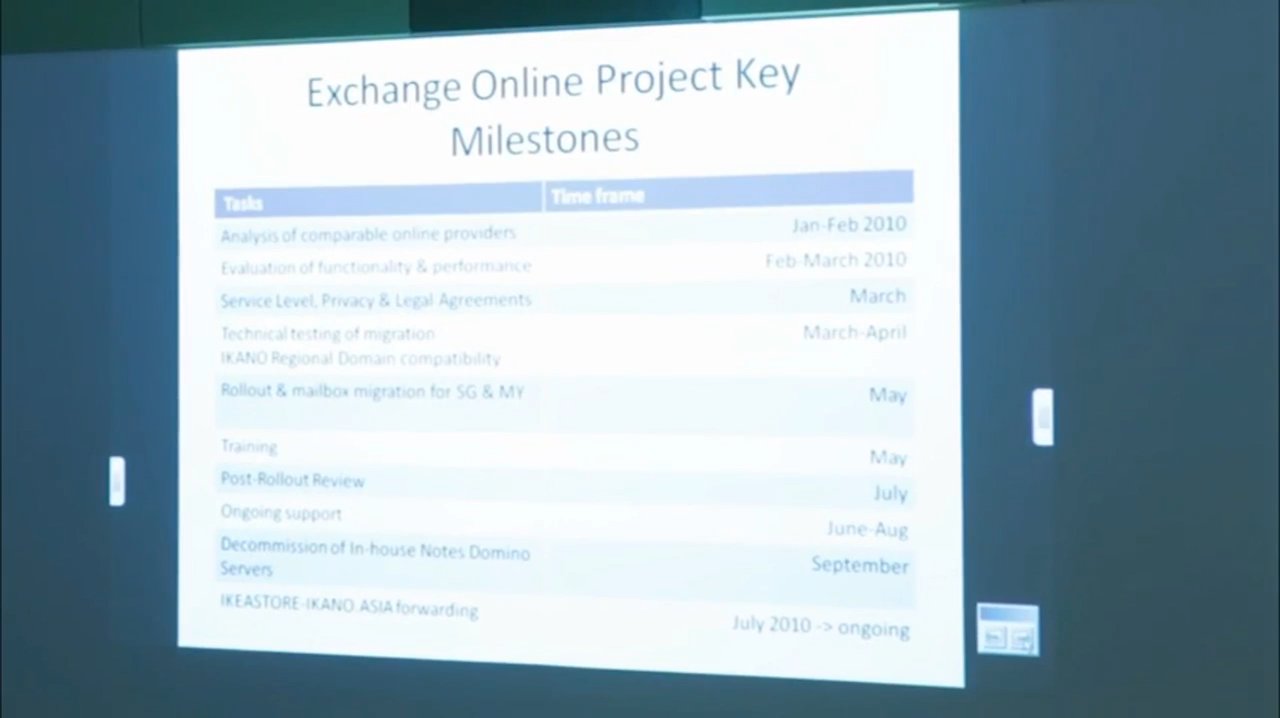 Exchange Online Project Key
Milestones
Tasks Time frame
Analysis of comparable online providers Jan-Feb 2010
Evaluation of functionality & performance Feb-March 2010
Service Level, Privacy & Legal Agreements March
Technical testing of migration March-April
IKANO Regional Domain compatibility
Rollout & mailbox migration for SG & MY May
Training May
Post-Rollout Review July
Ongoing support June-Aug
Decommission of In-house Notes Domino September
Servers
IKEASTORE-IKANO.ASIA forwarding July 2010 -> ongoing